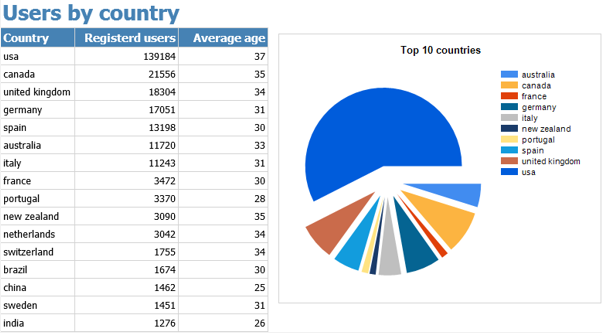 Users by country
Country Registerd users Average age
usa 139184 37
canada 21556 35
united kingdom 18304 34
germany 17051 31
spain 13198 30
australia 11720 33
italy 11243 31
france 3472 30
portugal 3370 28
new zealand 3090 35
netherlands 3042 34
switzerland 1755 34
brazil 1674 30
china 1462 25
sweden 1451 31
india 1276 26
Top 10 countries
australia
canada
france
germany
italy
new zealand
portugal
spain
united kingdom
usa